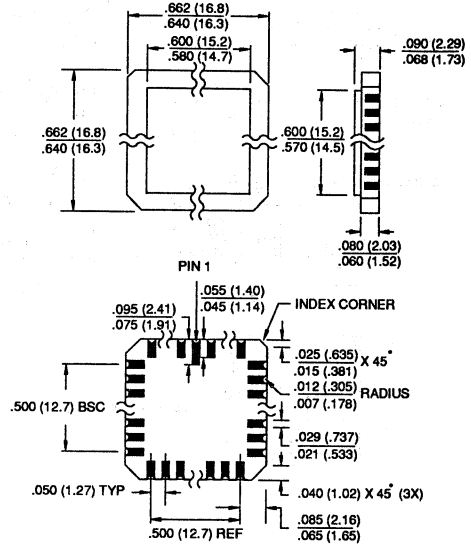 .662 (16.8)
.640 (16.3)
.600 (15.2)
.580 (14.7)
.090 (2.29)
.068 (1.73)
.662 (16.8)
.640 (16.3)
.600 (15.2)
.570 (14.5)
.080 (2.03)
.060 (1.52)
PIN 1
.055 (1.40)
.045 (1.14)
.095 (2.41)
.075 (1.91)
INDEX CORNER
.025 (.635) X 45°
.015 (.381)
.012 (.305) RADIUS
.007 (.178)
.500 (12.7) BSC
.029 (.737)
.021 (.533)
.050 (1.27) TYP
.040 (1.02) X 45° (3X)
.085 (2.16)
.065 (1.65)
.500 (12.7) REF